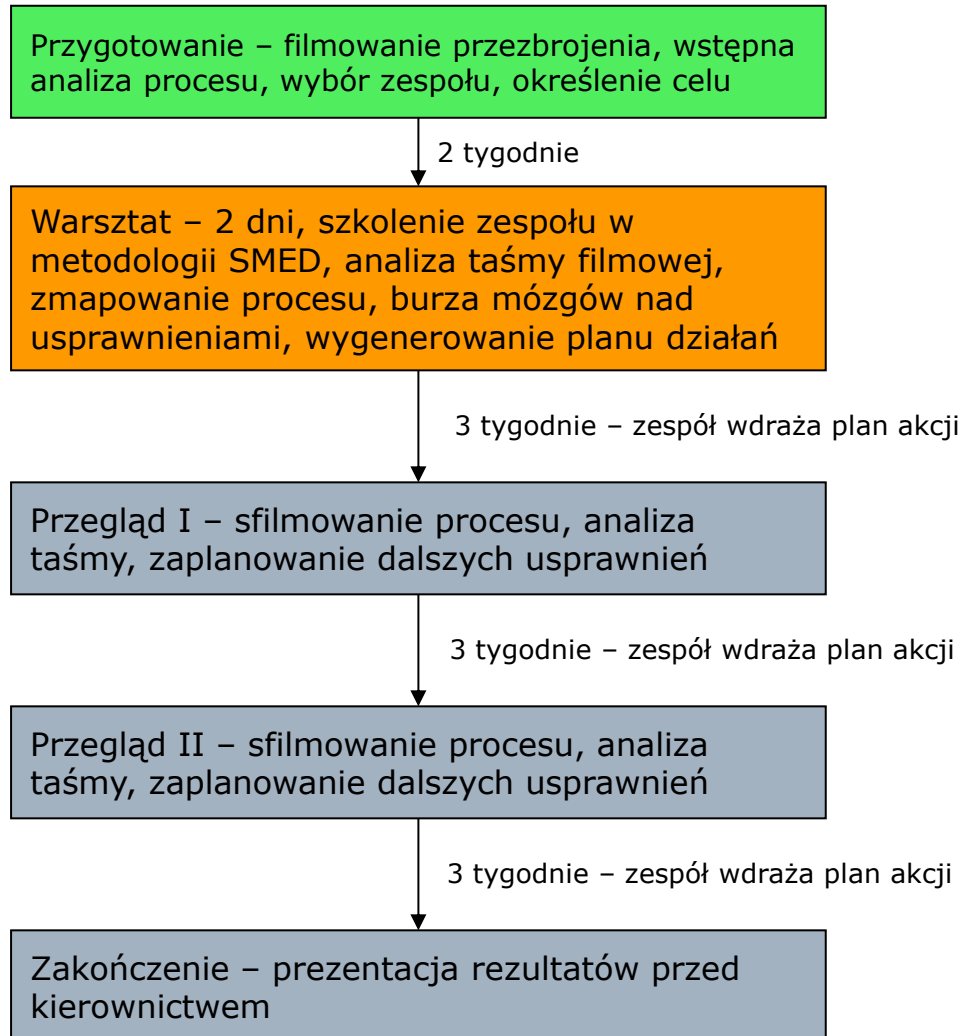 Przygotowanie – filmowanie przezbrojenia, wstępna
analiza procesu, wybór zespołu, określenie celu
2 tygodnie
Warsztat – 2 dni, szkolenie zespołu w
metodologii SMED, analiza taśmy filmowej,
zmapowanie procesu, burza mózgów nad
usprawnieniami, wygenerowanie planu działań
3 tygodnie – zespół wdraża plan akcji
Przegląd I – sfilmowanie procesu, analiza
taśmy, zaplanowanie dalszych usprawnień
3 tygodnie – zespół wdraża plan akcji
Przegląd II – sfilmowanie procesu, analiza
taśmy, zaplanowanie dalszych usprawnień
3 tygodnie – zespół wdraża plan akcji
Zakończenie – prezentacja rezultatów przed
kierownictwem